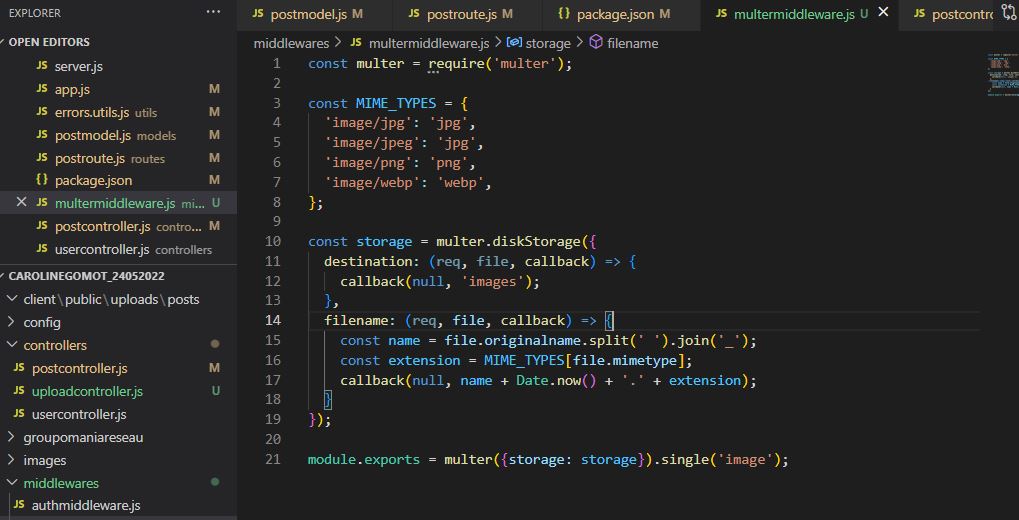 EXPLORER
OPEN EDITORS
JS server.js
JS app.js M
JS errors.utils.js utils M
JS postmodel.js models M
JS postroute.js routes M
{} package.json M
JS multermiddleware.js mi... U
JS postcontroller.js contro... M
JS usercontroller.js controllers
CAROLINEGOMOT_24052022
client\public\uploads\posts
config
controllers
JS postcontroller.js M
JS uploadcontroller.js U
JS usercontroller.js
groupomaniareseau
images
middlewares
JS authmiddleware.js
JS postmodel.js M JS postroute.js M {} package.json M JS multermiddleware.js U JS postcontro
middlewares > JS multermiddleware.js > storage > filename
1 const multer = require('multer');
2
3 const MIME_TYPES = {
4 'image/jpg': 'jpg',
5 'image/jpeg': 'jpg',
6 'image/png': 'png',
7 'image/webp': 'webp',
8 };
9
10 const storage = multer.diskStorage({
11 destination: (req, file, callback) => {
12 callback(null, 'images');
13 },
14 filename: (req, file, callback) => {
15 const name = file.originalname.split(' ').join('_');
16 const extension = MIME_TYPES[file.mimetype];
17 callback(null, name + Date.now() + '.' + extension);
18 }
19 });
20
21 module.exports = multer({storage: storage}).single('image');